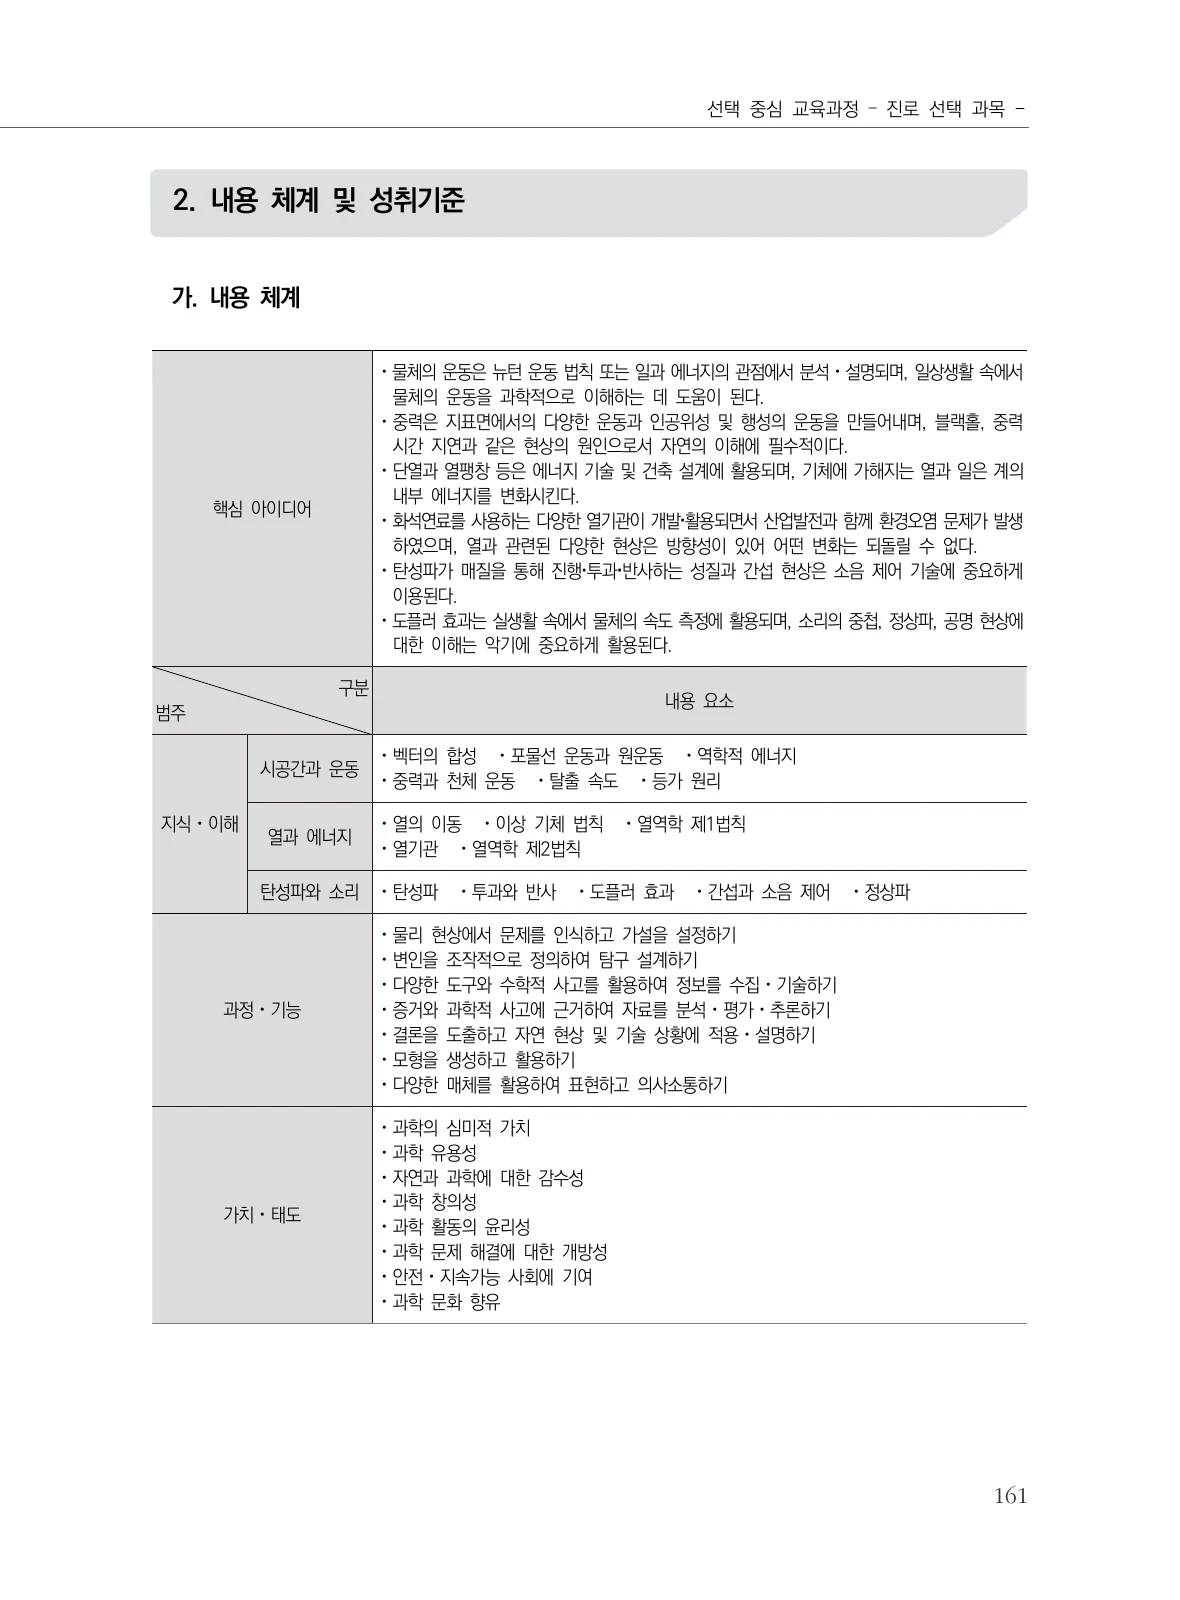 선택 중심 교육과정 - 진로 선택 과목 -
2. 내용 체계 및 성취기준
가. 내용 체계
핵심 아이디어
• 물체의 운동은 뉴턴 운동 법칙 또는 일과 에너지의 관점에서 분석・설명되며, 일상생활 속에서
물체의 운동을 과학적으로 이해하는 데 도움이 된다.
• 중력은 지표면에서의 다양한 운동과 인공위성 및 행성의 운동을 만들어내며, 블랙홀, 중력
시간 지연과 같은 현상의 원인으로서 자연의 이해에 필수적이다.
• 단열과 열팽창 등은 에너지 기술 및 건축 설계에 활용되며, 기체에 가해지는 열과 일은 계의
내부 에너지를 변화시킨다.
• 화석연료를 사용하는 다양한 열기관이 개발•활용되면서 산업발전과 함께 환경오염 문제가 발생
하였으며, 열과 관련된 다양한 현상은 방향성이 있어 어떤 변화는 되돌릴 수 없다.
• 탄성파가 매질을 통해 진행•투과•반사하는 성질과 간섭 현상은 소음 제어 기술에 중요하게
이용된다.
• 도플러 효과는 실생활 속에서 물체의 속도 측정에 활용되며, 소리의 중첩, 정상파, 공명 현상에
대한 이해는 악기에 중요하게 활용된다.
구분
범주
내용 요소
지식・이해
시공간과 운동
• 벡터의 합성 • 포물선 운동과 원운동 • 역학적 에너지
• 중력과 천체 운동 • 탈출 속도 • 등가 원리
열과 에너지
• 열의 이동 • 이상 기체 법칙 • 열역학 제1법칙
• 열기관 • 열역학 제2법칙
탄성파와 소리
• 탄성파 • 투과와 반사 • 도플러 효과 • 간섭과 소음 제어 • 정상파
과정・기능
• 물리 현상에서 문제를 인식하고 가설을 설정하기
• 변인을 조작적으로 정의하여 탐구 설계하기
• 다양한 도구와 수학적 사고를 활용하여 정보를 수집・기술하기
• 증거와 과학적 사고에 근거하여 자료를 분석・평가・추론하기
• 결론을 도출하고 자연 현상 및 기술 상황에 적용・설명하기
• 모형을 생성하고 활용하기
• 다양한 매체를 활용하여 표현하고 의사소통하기
가치・태도
• 과학의 심미적 가치
• 과학 유용성
• 자연과 과학에 대한 감수성
• 과학 창의성
• 과학 활동의 윤리성
• 과학 문제 해결에 대한 개방성
• 안전・지속가능 사회에 기여
• 과학 문화 향유
161